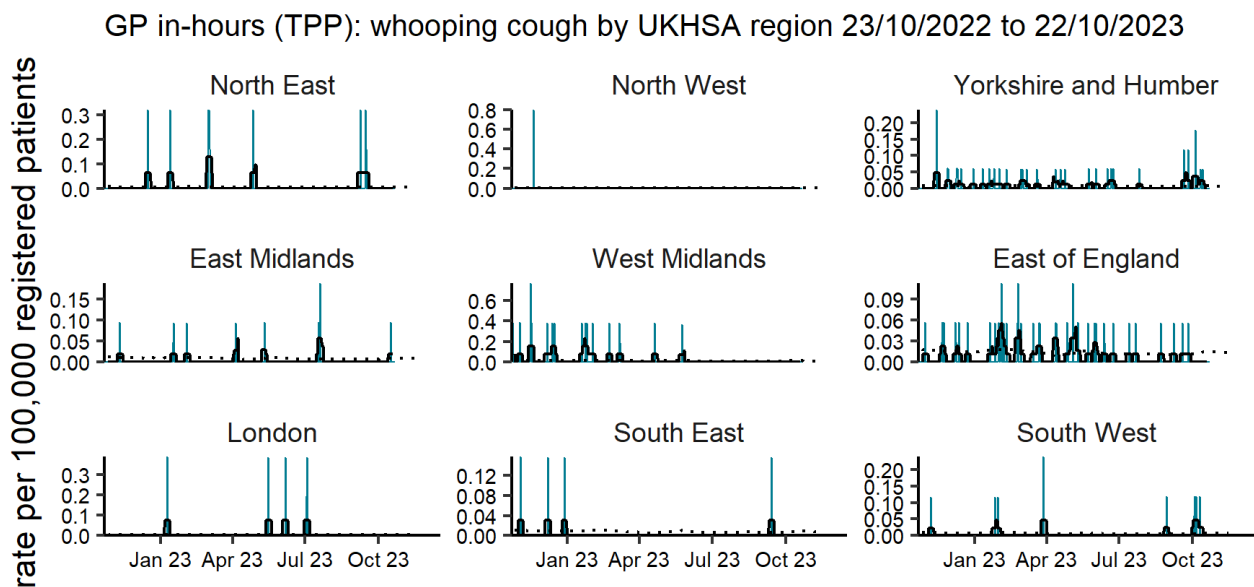 GP in-hours (TPP): whooping cough by UKHSA region 23/10/2022 to 22/10/2023
rate per 100,000 registered patients
North East
North West
Yorkshire and Humber
0.3
0.2
0.1
0.0
0.8
0.6
0.4
0.2
0.0
0.20
0.15
0.10
0.05
0.00
East Midlands
West Midlands
East of England
0.15
0.10
0.05
0.00
0.6
0.4
0.2
0.0
0.09
0.06
0.03
0.00
London
South East
South West
0.3
0.2
0.1
0.0
0.12
0.08
0.04
0.00
0.20
0.15
0.10
0.05
0.00
Jan 23 Apr 23 Jul 23 Oct 23
Jan 23 Apr 23 Jul 23 Oct 23
Jan 23 Apr 23 Jul 23 Oct 23